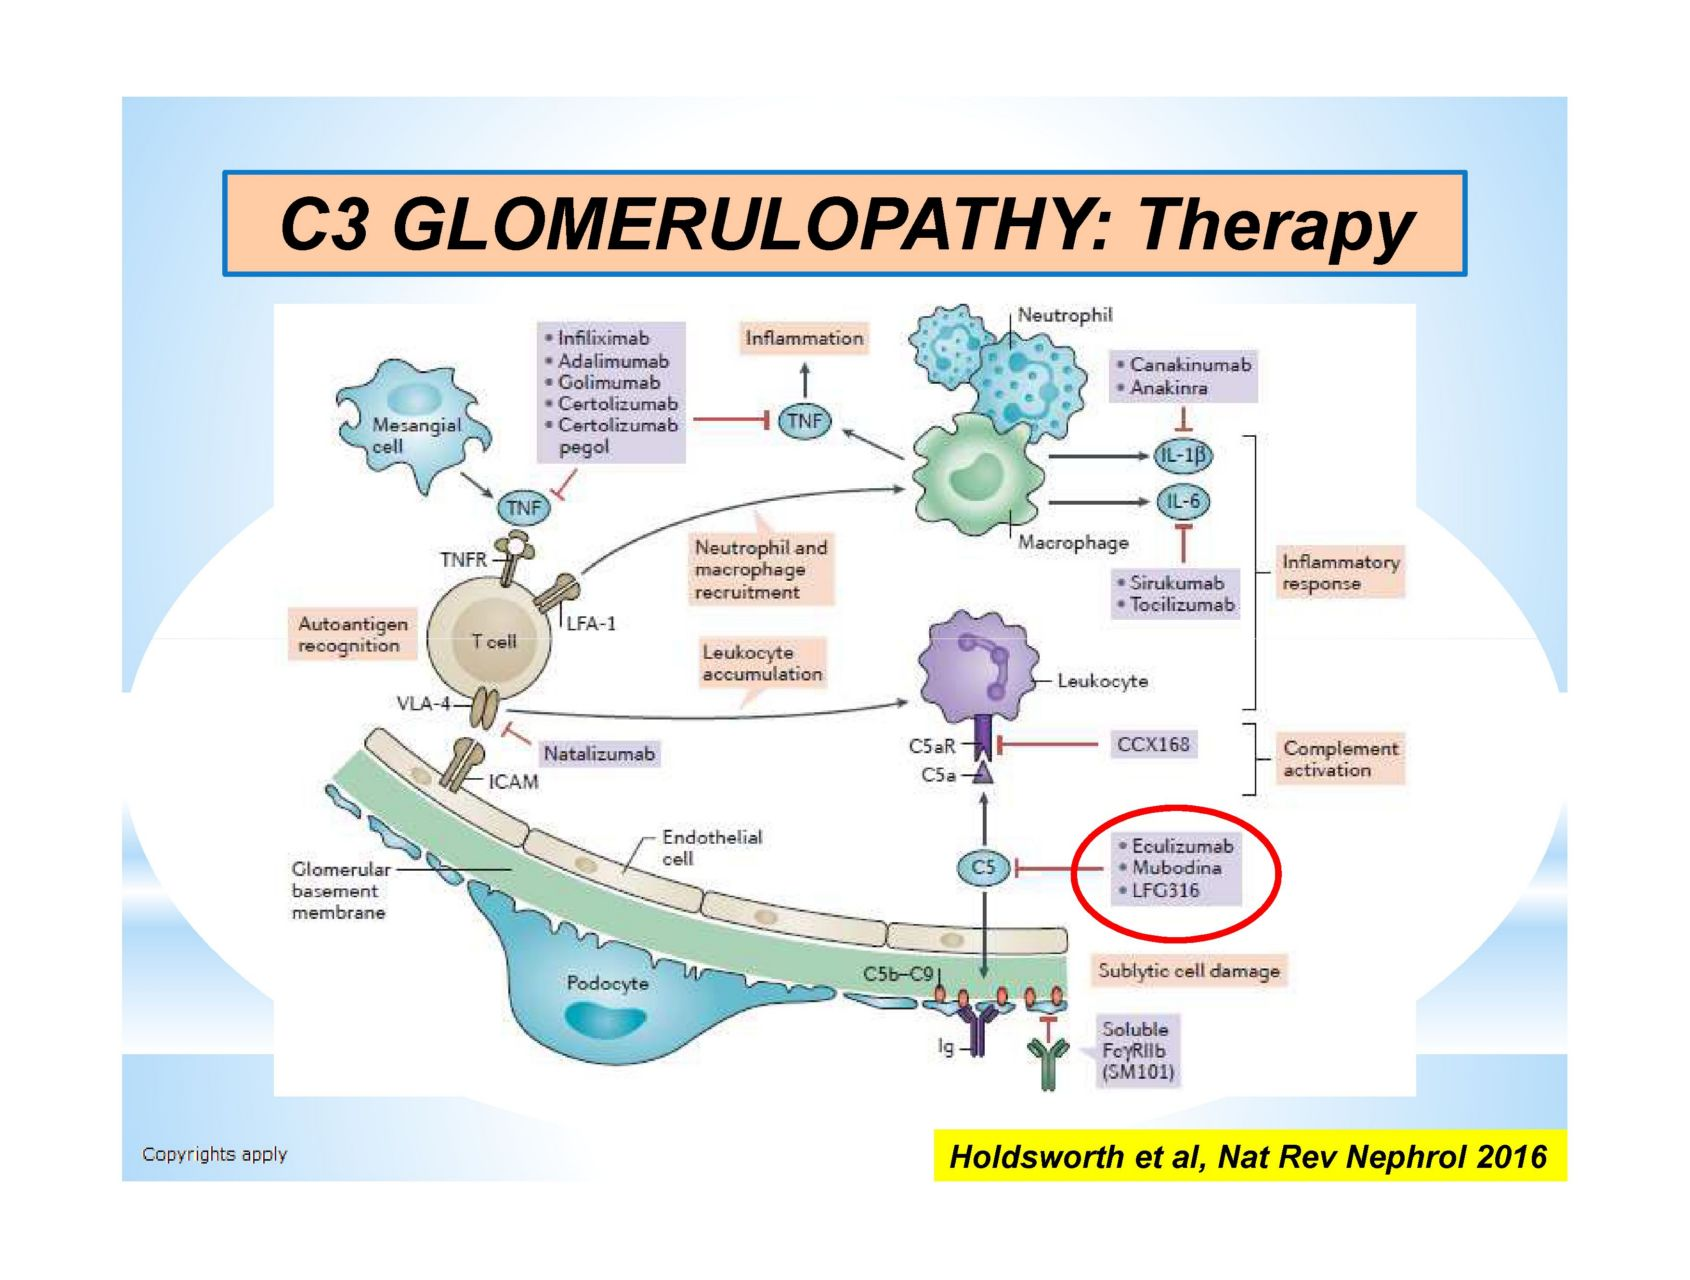 C3 GLOMERULOPATHY: Therapy
Neutrophil
• Infiliximab
• Adalimumab
• Golimumab
• Certolizumab
• Certolizumab
pegol
Inflammation
• Canakinumab
• Anakinra
Mesangial
cell
TNF
IL-1β
TNF
IL-6
TNFR
Neutrophil and
macrophage
recruitment
Macrophage
Inflammatory
response
• Sirukumab
• Tocilizumab
LFA-1
Autoantigen
recognition
T cell
Leukocyte
accumulation
Leukocyte
VLA-4
Natalizumab
C5aR
CCX168
Complement
activation
C5a
ICAM
Endothelial
cell
• Eculizumab
• Mubodina
• LFG316
C5
Glomerular
basement
membrane
Podocyte
C5b–C9
Sublytic cell damage
Ig
Soluble
FcγRIIb
(SM101)
Copyrights apply
Holdsworth et al, Nat Rev Nephrol 2016